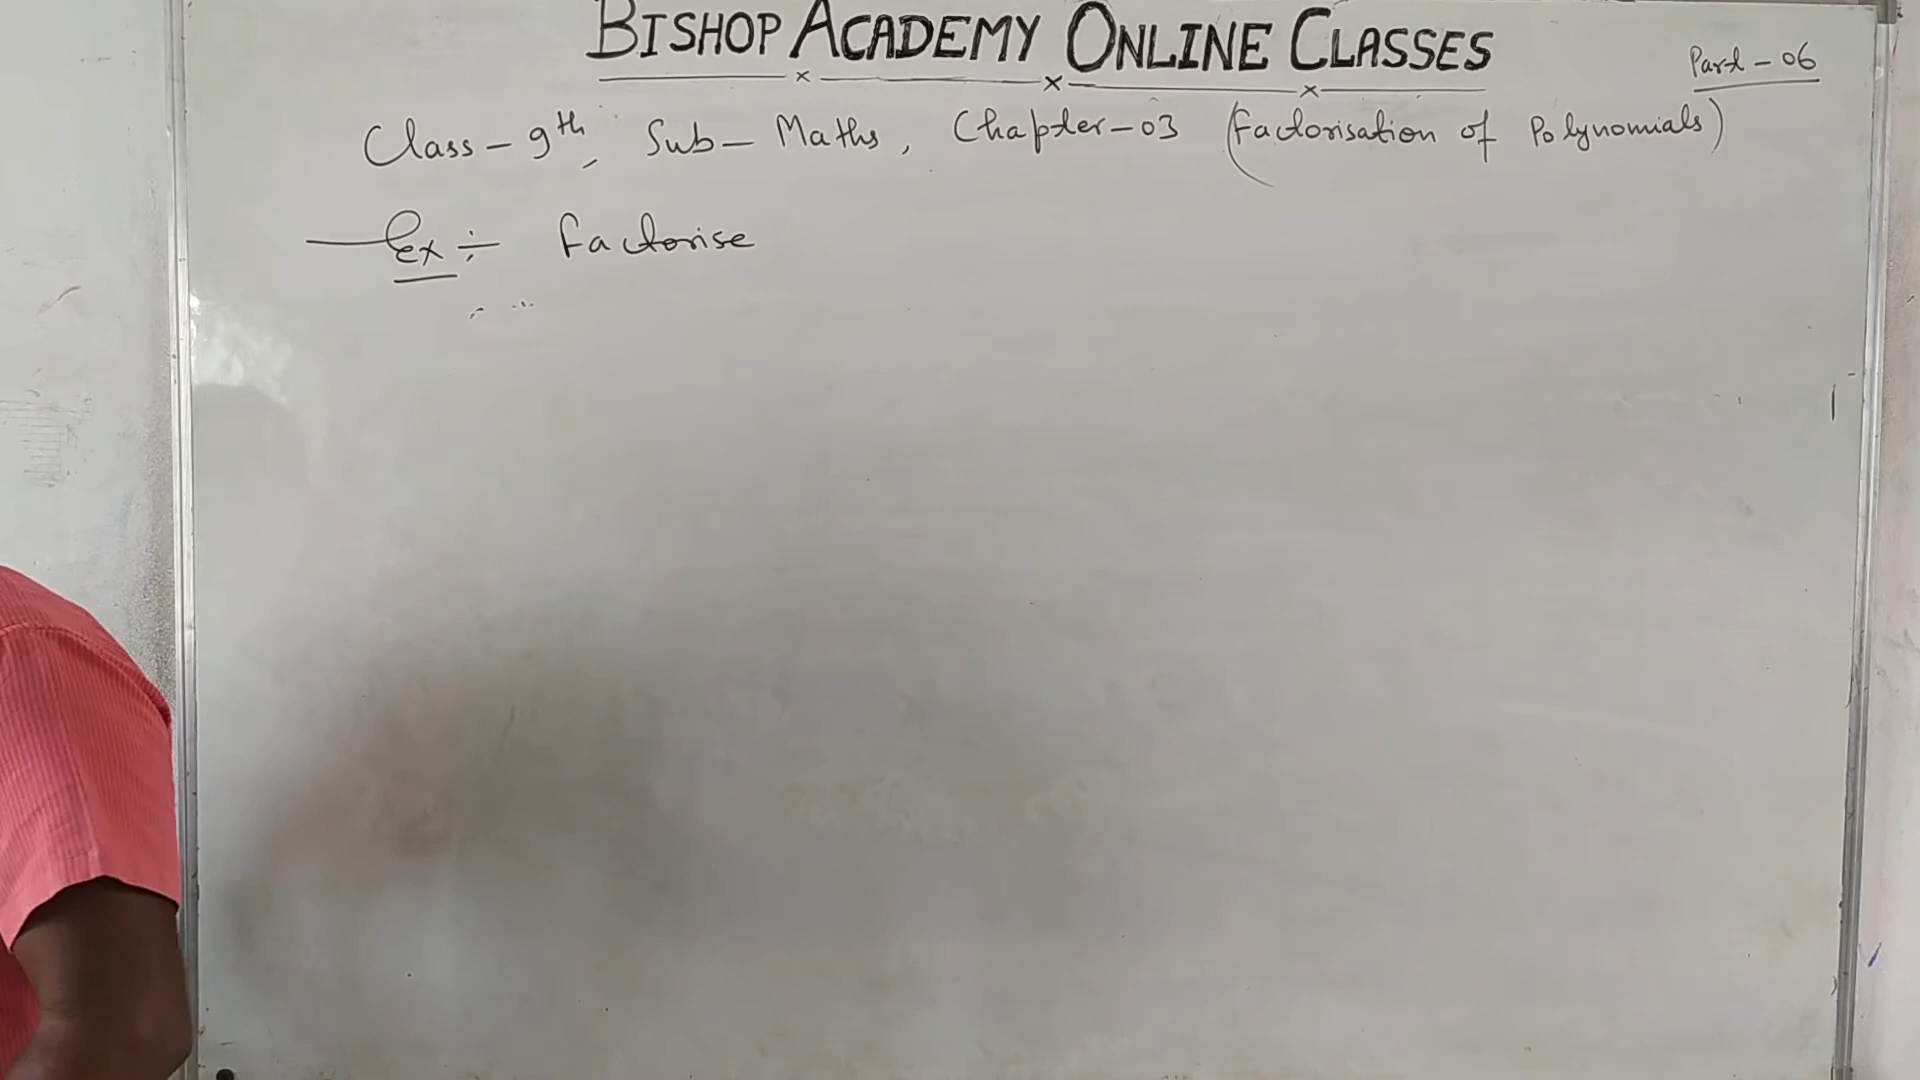 BISHOP ACADEMY ONLINE CLASSES
Part - 06
Class - 9th, Sub - Maths, Chapter - 03 (Factorisation of Polynomials)
Ex ÷ Factorise